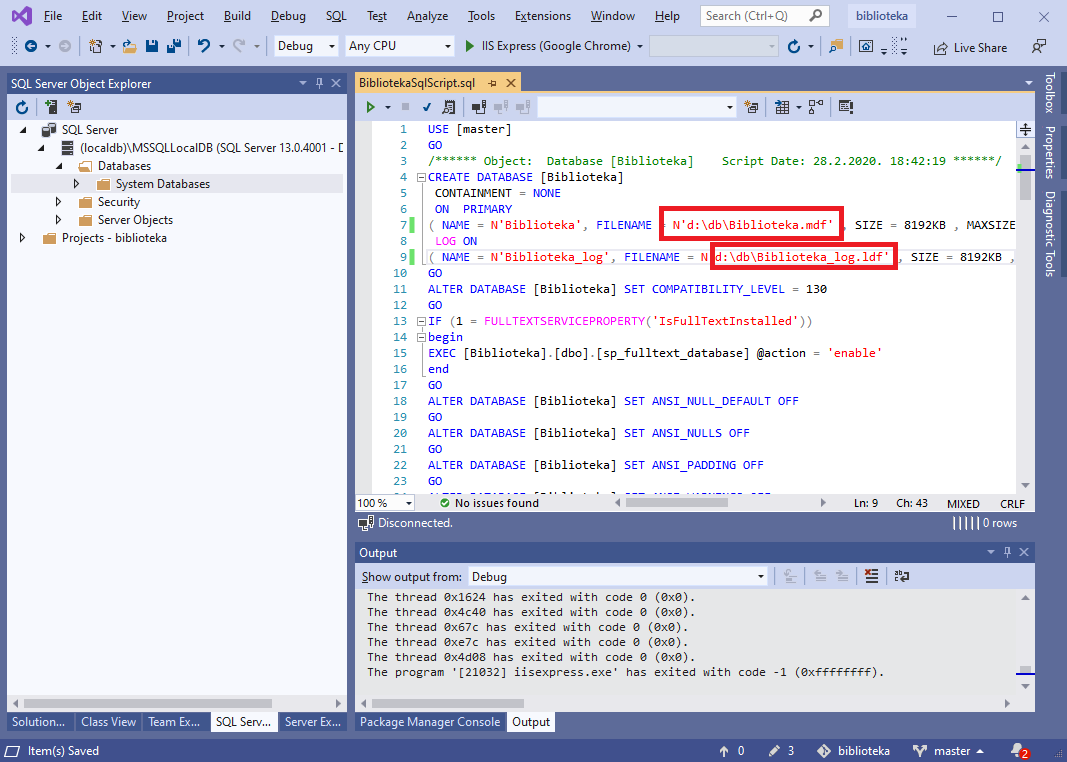 File Edit View Project Build Debug SQL Test Analyze Tools Extensions Window Help Search (Ctrl+Q) biblioteka
Debug Any CPU IIS Express (Google Chrome) Live Share
SQL Server Object Explorer
SQL Server
(localdb)\MSSQLLocalDB (SQL Server 13.0.4001 - D
Databases
System Databases
Security
Server Objects
Projects - biblioteka
Solution... Class View Team Ex... SQL Serv... Server Ex...
BibliotekaSqlScript.sql
1 USE [master]
2 GO
3 /****** Object:  Database [Biblioteka]    Script Date: 28.2.2020. 18:42:19 ******/
4 CREATE DATABASE [Biblioteka]
5 CONTAINMENT = NONE
6 ON  PRIMARY
7 ( NAME = N'Biblioteka', FILENAME = N'd:\db\Biblioteka.mdf' , SIZE = 8192KB , MAXSIZE
8 LOG ON
9 ( NAME = N'Biblioteka_log', FILENAME = N'd:\db\Biblioteka_log.ldf' , SIZE = 8192KB ,
10 GO
11 ALTER DATABASE [Biblioteka] SET COMPATIBILITY_LEVEL = 130
12 GO
13 IF (1 = FULLTEXTSERVICEPROPERTY('IsFullTextInstalled'))
14 begin
15 EXEC [Biblioteka].[dbo].[sp_fulltext_database] @action = 'enable'
16 end
17 GO
18 ALTER DATABASE [Biblioteka] SET ANSI_NULL_DEFAULT OFF
19 GO
20 ALTER DATABASE [Biblioteka] SET ANSI_NULLS OFF
21 GO
22 ALTER DATABASE [Biblioteka] SET ANSI_PADDING OFF
23 GO
100 % No issues found Ln: 9 Ch: 43 MIXED CRLF
Disconnected. 0 rows
Output
Show output from: Debug
The thread 0x1624 has exited with code 0 (0x0).
The thread 0x4c40 has exited with code 0 (0x0).
The thread 0x67c has exited with code 0 (0x0).
The thread 0xe7c has exited with code 0 (0x0).
The thread 0x4d08 has exited with code 0 (0x0).
The program '[21032] iisexpress.exe' has exited with code -1 (0xffffffff).
Package Manager Console Output
Toolbox
Properties
Diagnostic Tools
Item(s) Saved 0 3 biblioteka master 2